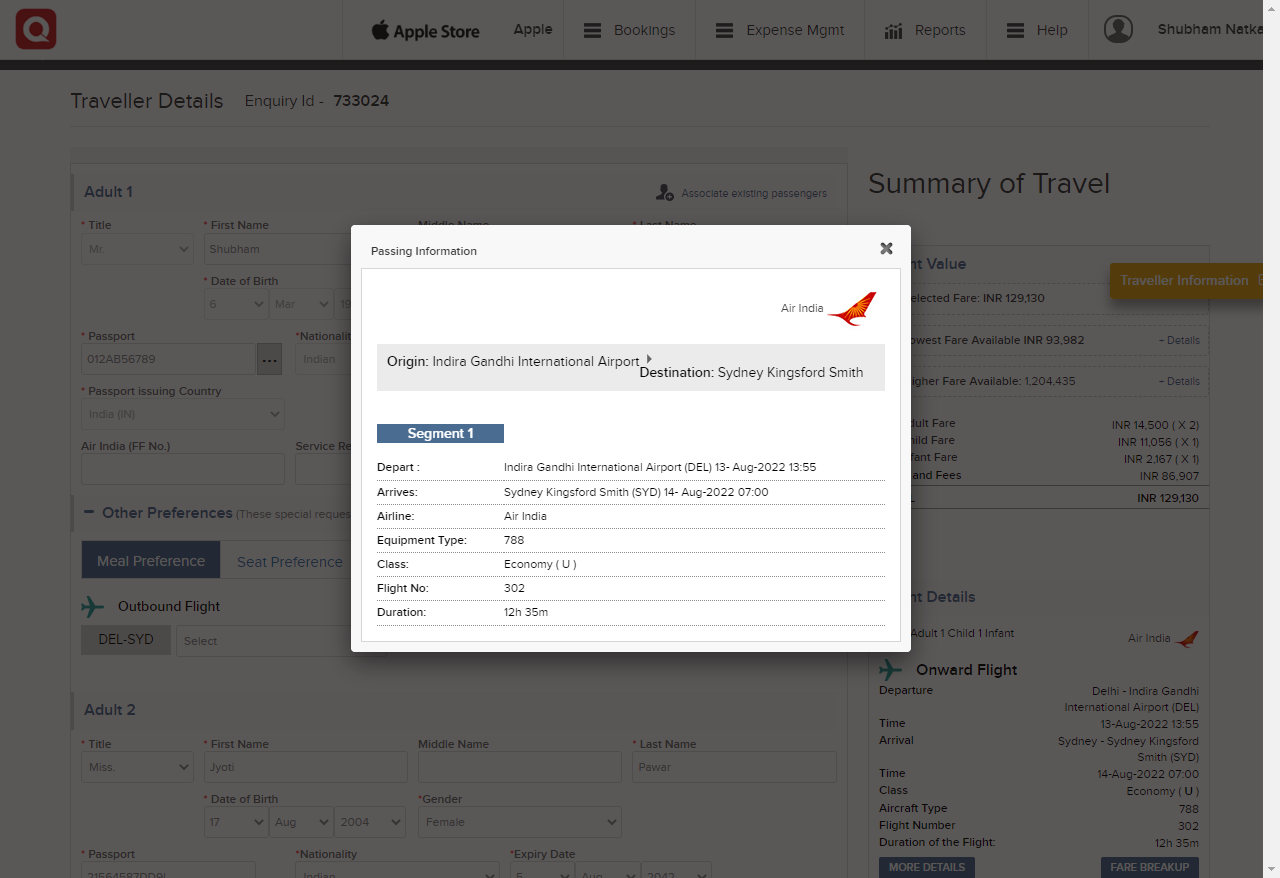 Apple Store
Apple
Bookings
Expense Mgmt
Reports
Help
Shubham Natka
Traveller Details
Enquiry Id - 733024
Adult 1
Associate existing passengers
Summary of Travel
* Title
* First Name
Middle Name
* Last Name
Mr.
Shubham
* Date of Birth
6
Mar
19
* Passport
*Nationalit
012AB56789
...
Indian
* Passport issuing Country
India (IN)
Air India (FF No.)
Service Re
Other Preferences (These special reques
Meal Preference
Seat Preference
Outbound Flight
DEL-SYD
Select
Passing Information
Air India
Origin: Indira Gandhi International Airport
Destination: Sydney Kingsford Smith
Segment 1
Depart : Indira Gandhi International Airport (DEL) 13- Aug-2022 13:55
Arrives: Sydney Kingsford Smith (SYD) 14- Aug-2022 07:00
Airline: Air India
Equipment Type: 788
Class: Economy ( U )
Flight No: 302
Duration: 12h 35m
nt Value
Traveller Information
elected Fare: INR 129,130
owest Fare Available INR 93,982
– Details
igher Fare Available: 1,204,435
– Details
dult Fare INR 14,500 ( X 2)
hild Fare INR 11,056 ( X 1)
fant Fare INR 2,167 ( X 1)
and Fees INR 86,907
L INR 129,130
nt Details
Adult 1 Child 1 Infant
Air India
Onward Flight
Departure Delhi - Indira Gandhi
International Airport (DEL)
Time 13-Aug-2022 13:55
Arrival Sydney - Sydney Kingsford
Smith (SYD)
Time 14-Aug-2022 07:00
Class Economy ( U )
Aircraft Type 788
Flight Number 302
Duration of the Flight: 12h 35m
MORE DETAILS
FARE BREAKUP
Adult 2
* Title
* First Name
Middle Name
* Last Name
Miss.
Jyoti
Pawar
* Date of Birth
*Gender
17
Aug
2004
Female
* Passport
*Nationality
*Expiry Date
Indian
5
Aug
2042